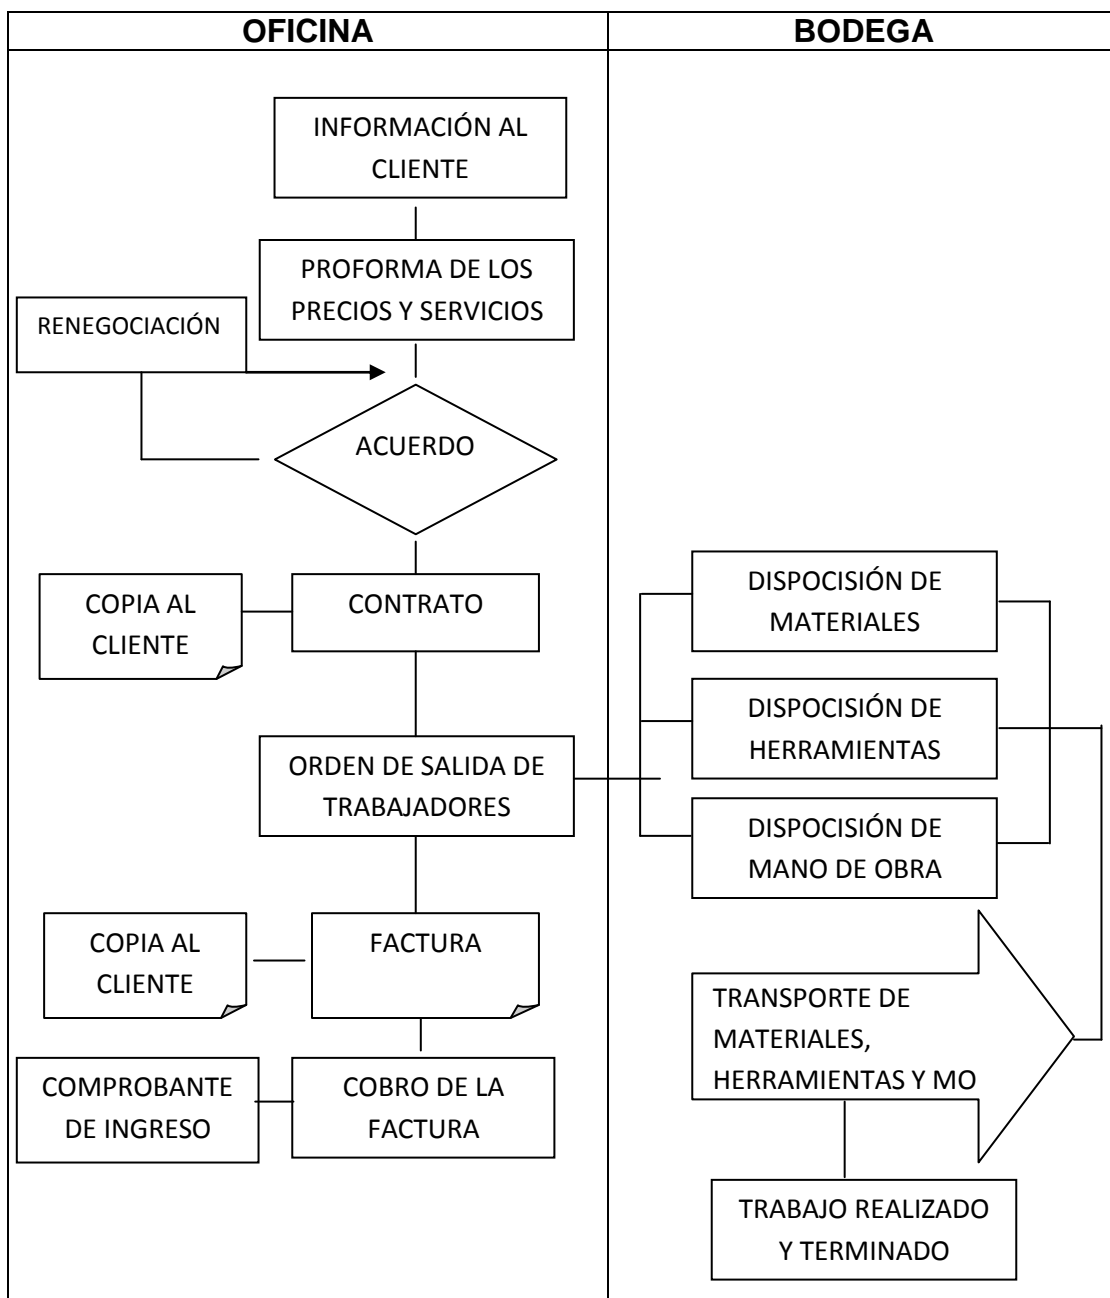 OFICINA
BODEGA
INFORMACIÓN AL
CLIENTE
PROFORMA DE LOS
PRECIOS Y SERVICIOS
RENEGOCIACIÓN
ACUERDO
COPIA AL
CLIENTE
CONTRATO
ORDEN DE SALIDA DE
TRABAJADORES
COPIA AL
CLIENTE
FACTURA
COMPROBANTE
DE INGRESO
COBRO DE LA
FACTURA
DISPOCISIÓN DE
MATERIALES
DISPOCISIÓN DE
HERRAMIENTAS
DISPOCISIÓN DE
MANO DE OBRA
TRANSPORTE DE
MATERIALES,
HERRAMIENTAS Y MO
TRABAJO REALIZADO
Y TERMINADO